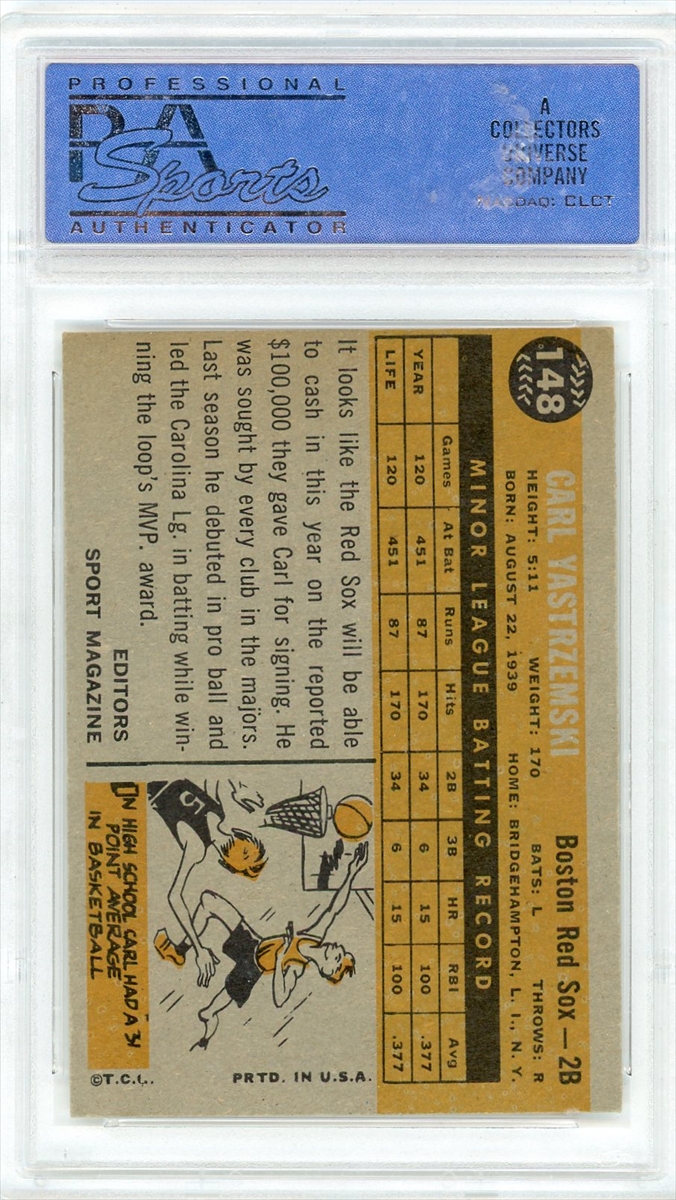 PROFESSIONAL
PSA
Sports
AUTHENTICATOR
A
COLLECTORS
UNIVERSE
COMPANY
NASDAQ: CLCT
148
CARL YASTRZEMSKI Boston Red Sox — 2B
HEIGHT: 5:11 WEIGHT: 170 BATS: L THROWS: R
BORN: AUGUST 22, 1939 HOME: BRIDGEHAMPTON, L. I., N. Y.
MINOR LEAGUE BATTING RECORD
Games At Bat Runs Hits 2B 3B HR RBI Avg
YEAR 120 451 87 170 34 6 15 100 .377
LIFE 120 451 87 170 34 6 15 100 .377
It looks like the Red Sox will be able
to cash in this year on the reported
$100,000 they gave Carl for signing. He
was sought by every club in the majors.
Last season he debuted in pro ball and
led the Carolina Lg. in batting while win-
ning the loop's MVP. award.
EDITORS
SPORT MAGAZINE
5
IN HIGH SCHOOL CARL HAD A 31
POINT AVERAGE
IN BASKETBALL
©T.C.G. PRTD. IN U.S.A.